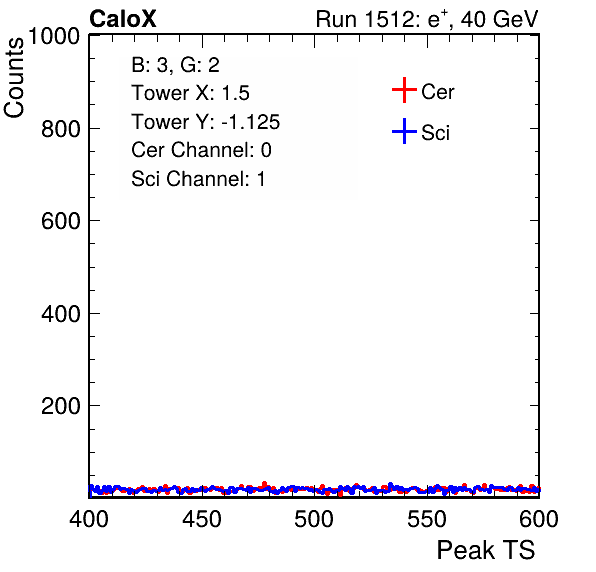 CaloX Run 1512: e⁺, 40 GeV
Counts
1000
800
600
400
200
B: 3, G: 2
Tower X: 1.5
Tower Y: -1.125
Cer Channel: 0
Sci Channel: 1
Cer
Sci
400 450 500 550 600
Peak TS